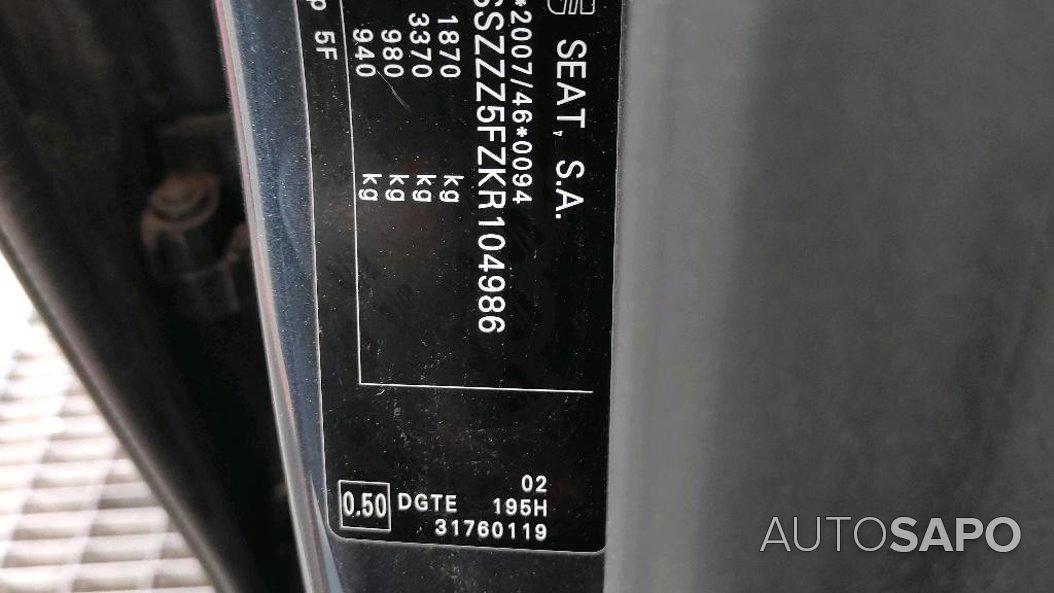 SEAT, S.A.
*2007/46*0094
SSZZZ5FZKR104986
1870 kg
3370 kg
980 kg
940 kg
p 5F
02
195H
31760119
DGTE
0.50
AUTOSAPO